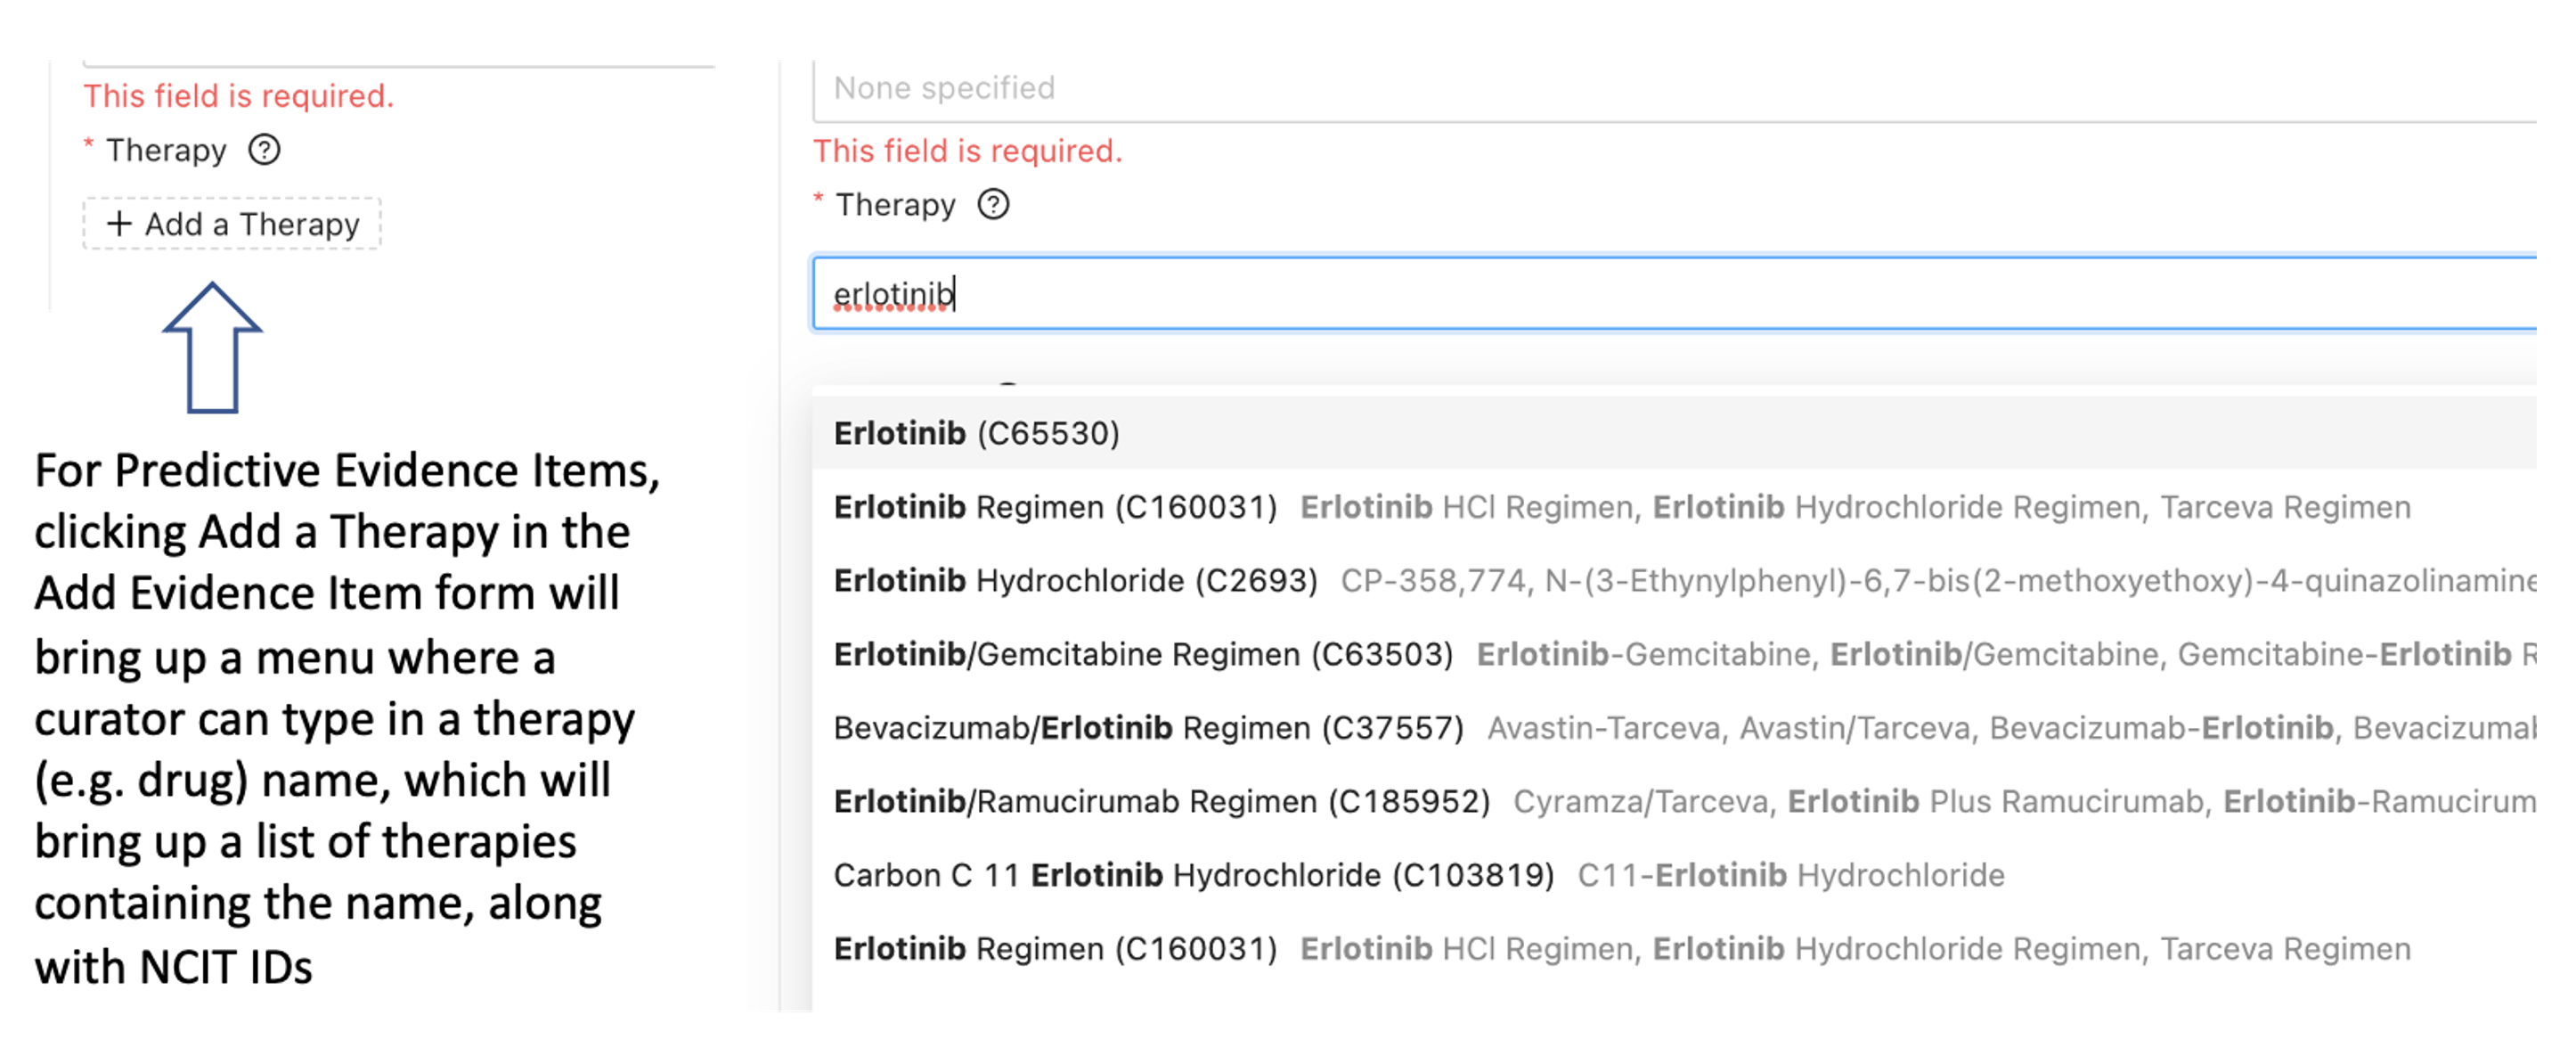 This field is required.
* Therapy ?
+ Add a Therapy
For Predictive Evidence Items,
clicking Add a Therapy in the
Add Evidence Item form will
bring up a menu where a
curator can type in a therapy
(e.g. drug) name, which will
bring up a list of therapies
containing the name, along
with NCIT IDs
None specified
This field is required.
* Therapy ?
erlotinib
Erlotinib (C65530)
Erlotinib Regimen (C160031) Erlotinib HCl Regimen, Erlotinib Hydrochloride Regimen, Tarceva Regimen
Erlotinib Hydrochloride (C2693) CP-358,774, N-(3-Ethynylphenyl)-6,7-bis(2-methoxyethoxy)-4-quinazolinamine
Erlotinib/Gemcitabine Regimen (C63503) Erlotinib-Gemcitabine, Erlotinib/Gemcitabine, Gemcitabine-Erlotinib R
Bevacizumab/Erlotinib Regimen (C37557) Avastin-Tarceva, Avastin/Tarceva, Bevacizumab-Erlotinib, Bevacizumab
Erlotinib/Ramucirumab Regimen (C185952) Cyramza/Tarceva, Erlotinib Plus Ramucirumab, Erlotinib-Ramucirum
Carbon C 11 Erlotinib Hydrochloride (C103819) C11-Erlotinib Hydrochloride
Erlotinib Regimen (C160031) Erlotinib HCl Regimen, Erlotinib Hydrochloride Regimen, Tarceva Regimen